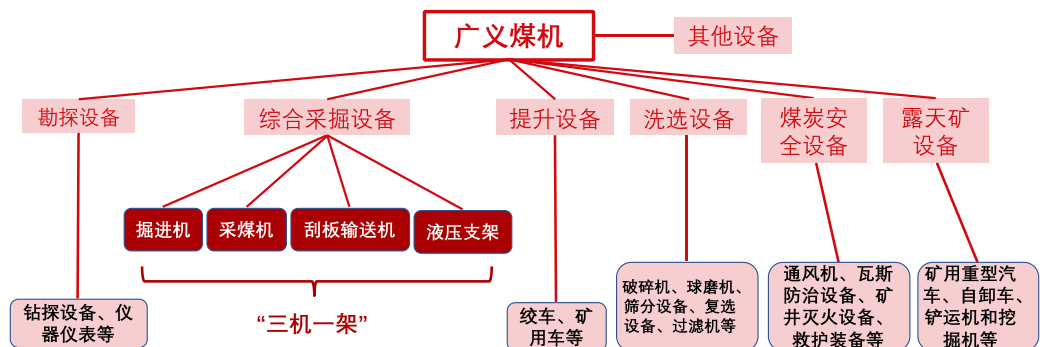 广义煤机
其他设备
勘探设备
综合采掘设备
提升设备
洗选设备
煤炭安
全设备
露天矿
设备
掘进机
采煤机
刮板输送机
液压支架
“三机一架”
钻探设备、仪
器仪表等
绞车、矿
用车等
破碎机、球磨机、
筛分设备、复选
设备、过滤机等
通风机、瓦斯
防治设备、矿
井灭火设备、
救护装备等
矿用重型汽
车、自卸车、
铲运机和挖
掘机等